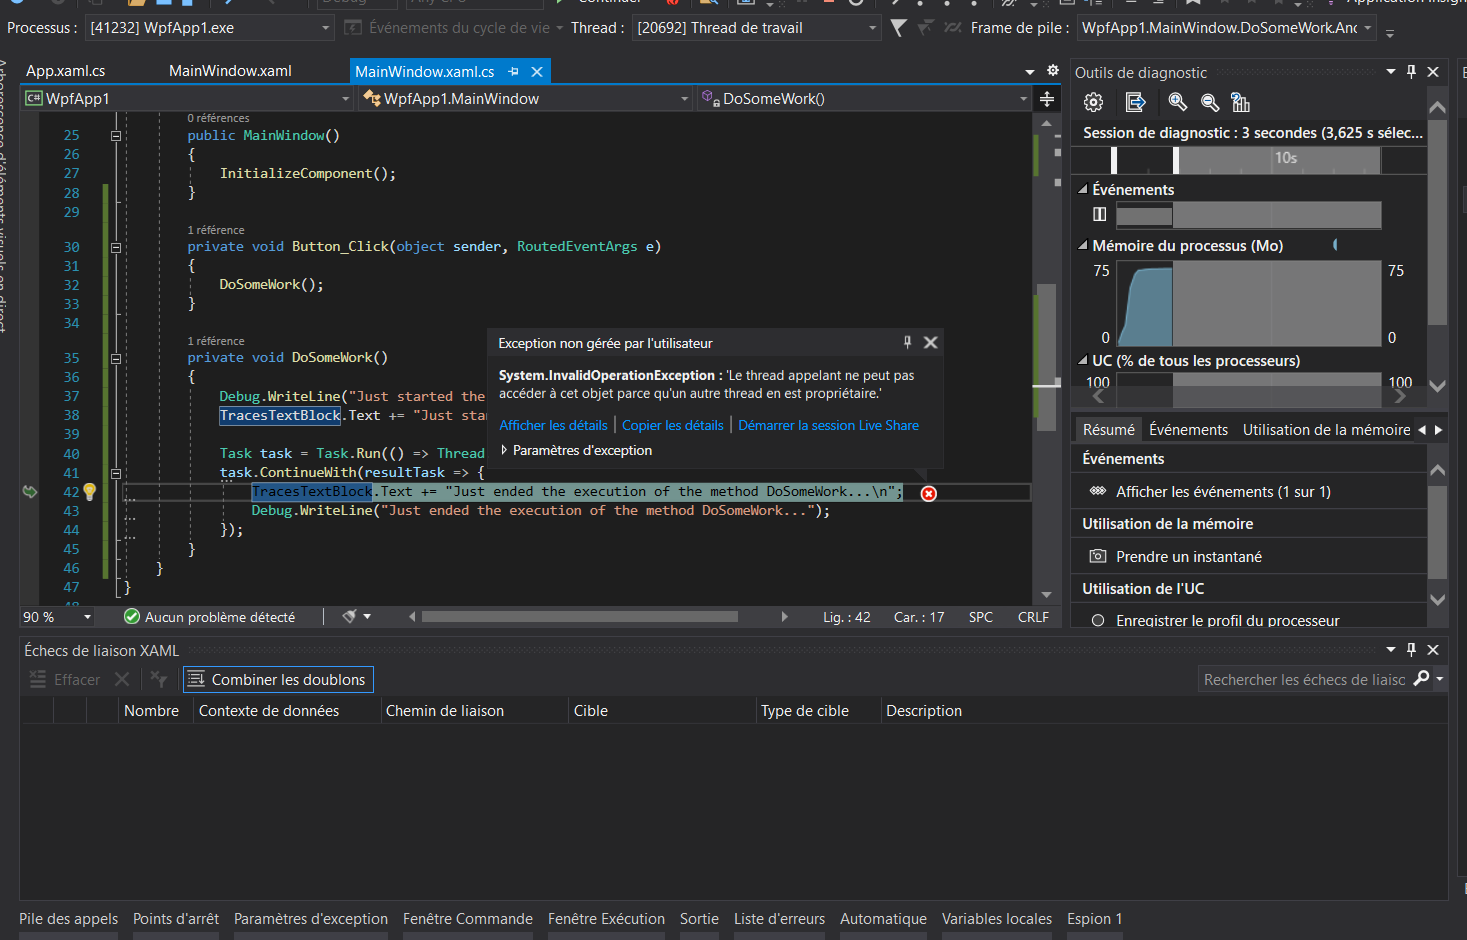 Processus : [41232] WpfApp1.exe Événements du cycle de vie Thread : [20692] Thread de travail Frame de pile : WpfApp1.MainWindow.DoSomeWork.And
App.xaml.cs MainWindow.xaml MainWindow.xaml.cs
C# WpfApp1 WpfApp1.MainWindow DoSomeWork()
0 références
25 public MainWindow()
26 {
27 InitializeComponent();
28 }
29
1 référence
30 private void Button_Click(object sender, RoutedEventArgs e)
31 {
32 DoSomeWork();
33 }
34
1 référence
35 private void DoSomeWork()
36 {
37 Debug.WriteLine("Just started the
38 TracesTextBlock.Text += "Just star
39
40 Task task = Task.Run(() => Thread
41 task.ContinueWith(resultTask => {
42 TracesTextBlock.Text += "Just ended the execution of the method DoSomeWork...\n";
43 Debug.WriteLine("Just ended the execution of the method DoSomeWork...");
44 });
45 }
46 }
47 }
Exception non gérée par l'utilisateur
System.InvalidOperationException : 'Le thread appelant ne peut pas
accéder à cet objet parce qu'un autre thread en est propriétaire.'
Afficher les détails | Copier les détails | Démarrer la session Live Share
Paramètres d'exception
90 % Aucun problème détecté Lig. : 42 Car. : 17 SPC CRLF
Outils de diagnostic
Session de diagnostic : 3 secondes (3,625 s sélec...
10s
Événements
Mémoire du processus (Mo)
75 75
0 0
UC (% de tous les processeurs)
100 100
Résumé Événements Utilisation de la mémoire
Événements
Afficher les événements (1 sur 1)
Utilisation de la mémoire
Prendre un instantané
Utilisation de l'UC
Enregistrer le profil du processeur
Échecs de liaison XAML
Effacer Combiner les doublons Rechercher les échecs de liaisc
Nombre Contexte de données Chemin de liaison Cible Type de cible Description
Pile des appels Points d'arrêt Paramètres d'exception Fenêtre Commande Fenêtre Exécution Sortie Liste d'erreurs Automatique Variables locales Espion 1